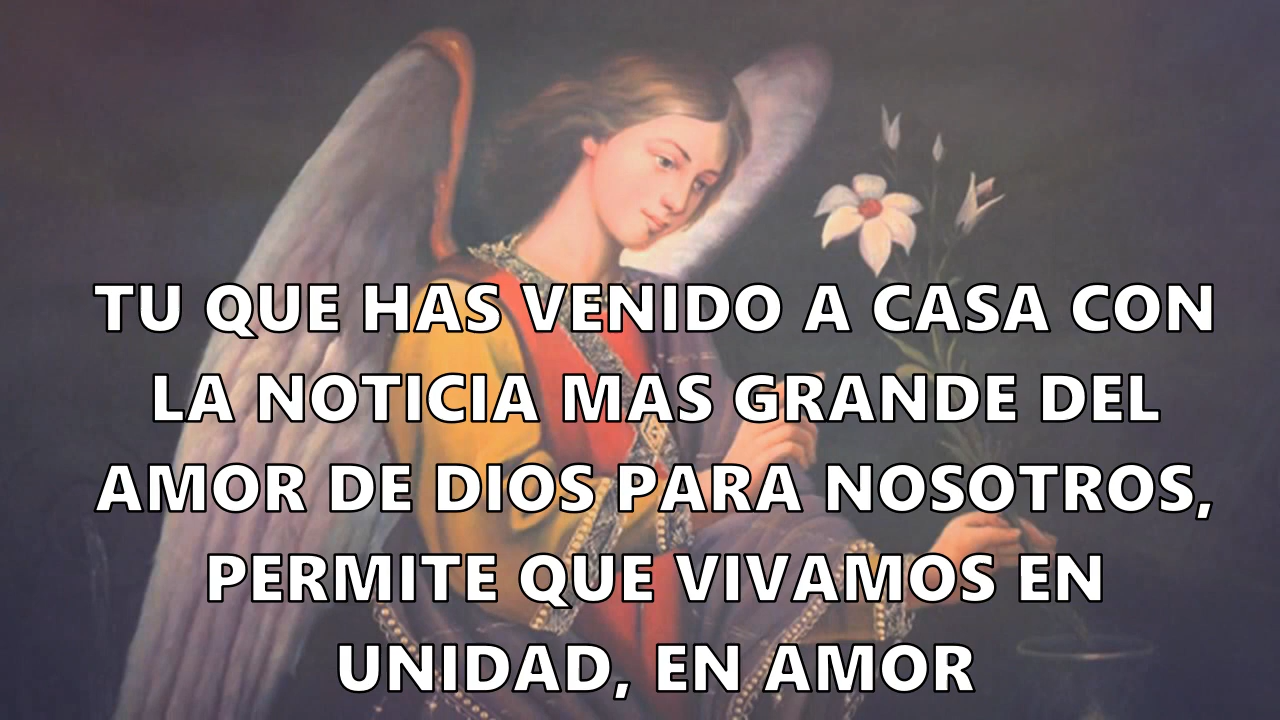 TU QUE HAS VENIDO A CASA CON
LA NOTICIA MAS GRANDE DEL
AMOR DE DIOS PARA NOSOTROS,
PERMITE QUE VIVAMOS EN
UNIDAD, EN AMOR